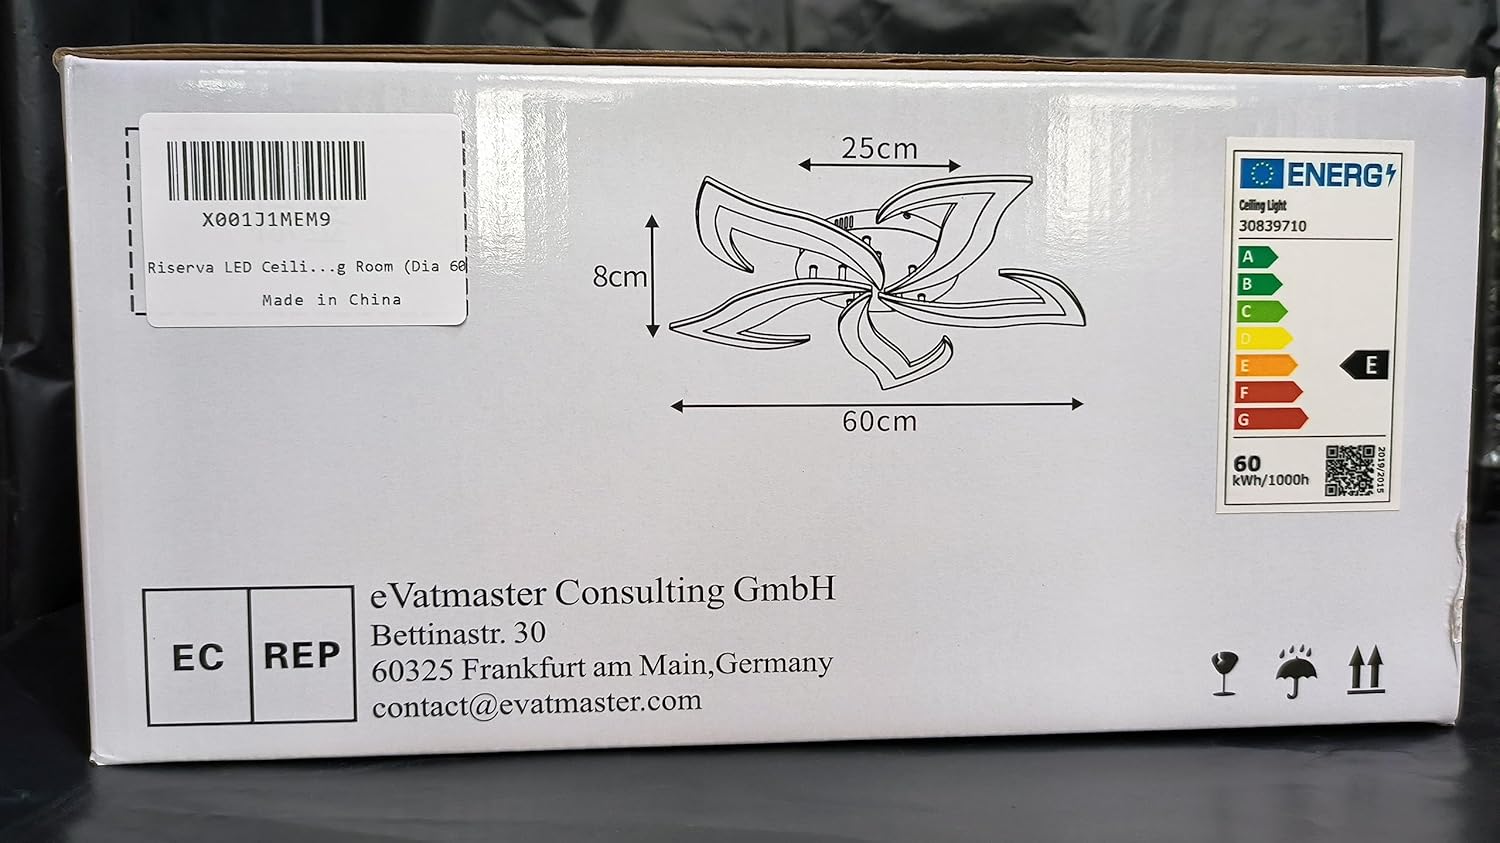 X001J1MEM9
Riserva LED Ceili...g Room (Dia 60
Made in China
25cm
8cm
60cm
ENERG
Ceiling Light
30839710
A
B
C
D
E
F
G
E
60
kWh/1000h
2019/2015
EC REP
eVatmaster Consulting GmbH
Bettinastr. 30
60325 Frankfurt am Main,Germany
contact@evatmaster.com